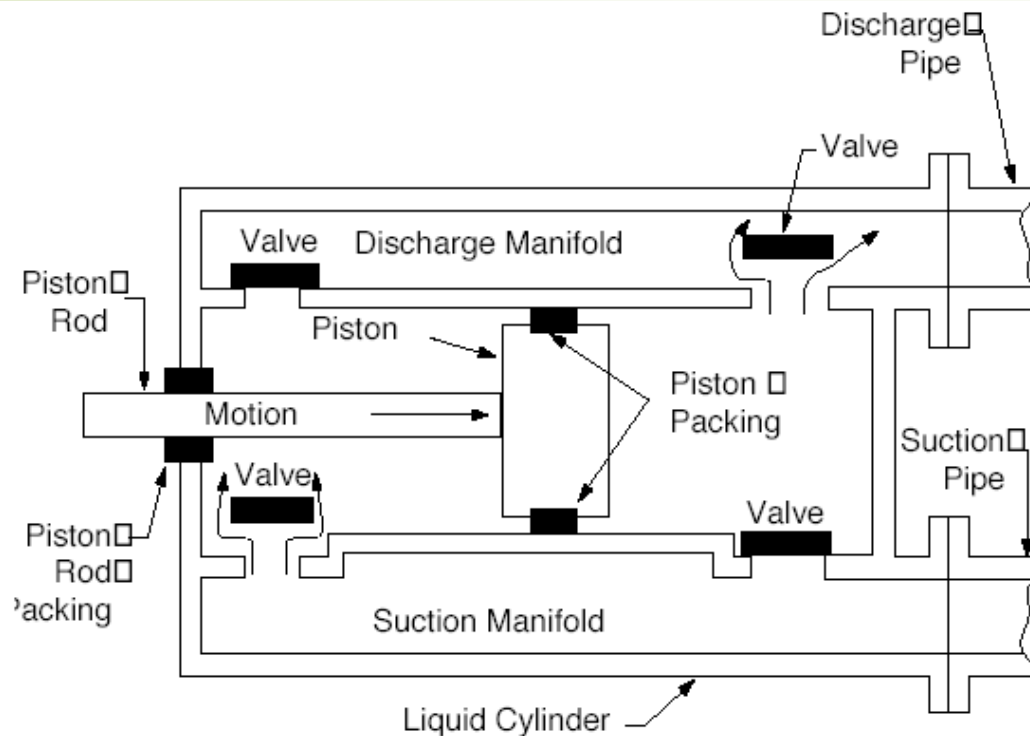 Discharge
Pipe
Valve
Valve
Discharge Manifold
Piston
Rod
Piston
Piston
Packing
Motion
Suction
Pipe
Valve
Valve
Piston
Rod
Packing
Suction Manifold
Liquid Cylinder